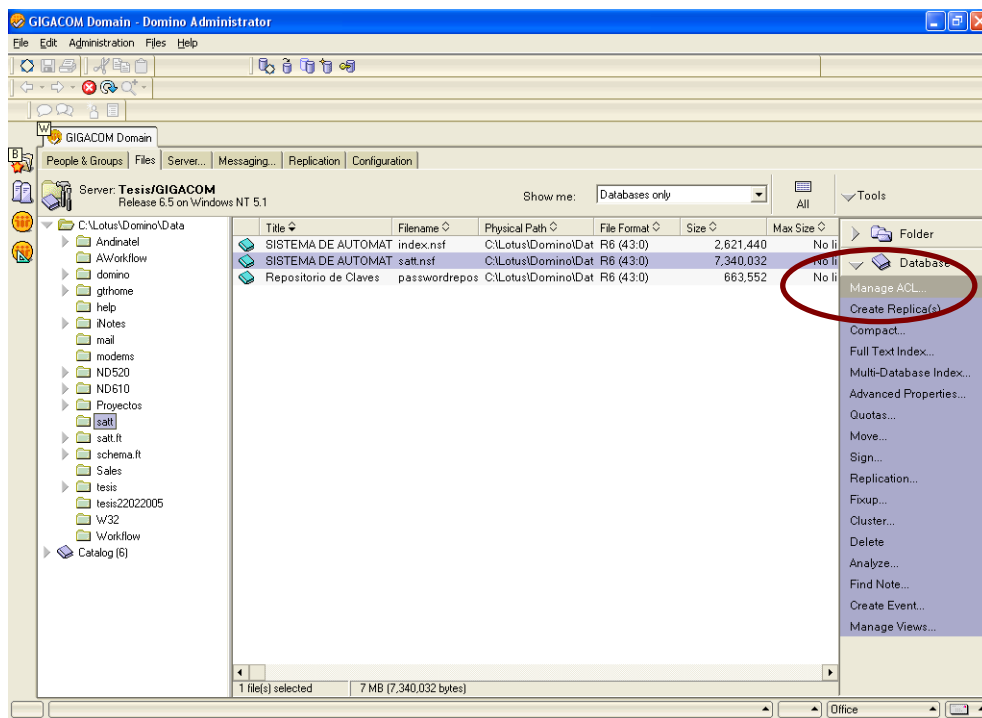 GIGACOM Domain - Domino Administrator
File Edit Administration Files Help
GIGACOM Domain
People & Groups Files Server... Messaging... Replication Configuration
Server: Tesis/GIGACOM
Release 6.5 on Windows NT 5.1
Show me: Databases only
All
Tools
C:\Lotus\Domino\Data
Andinatel
AWorkflow
domino
gtrhome
help
iNotes
mail
modems
ND520
ND610
Proyectos
satt
satt.ft
schema.ft
Sales
tesis
tesis22022005
W32
Workflow
Catalog (6)
Title Filename Physical Path File Format Size Max Size
SISTEMA DE AUTOMAT index.nsf C:\Lotus\Domino\Dat R6 (43:0) 2,621,440 No li
SISTEMA DE AUTOMAT satt.nsf C:\Lotus\Domino\Dat R6 (43:0) 7,340,032 No li
Repositorio de Claves passwordrepos C:\Lotus\Domino\Dat R6 (43:0) 663,552 No li
Folder
Database
Manage ACL...
Create Replica(s)
Compact...
Full Text Index...
Multi-Database Index...
Advanced Properties...
Quotas...
Move...
Sign...
Replication...
Fixup...
Cluster...
Delete
Analyze...
Find Note...
Create Event...
Manage Views...
1 file(s) selected 7 MB (7,340,032 bytes)
Office